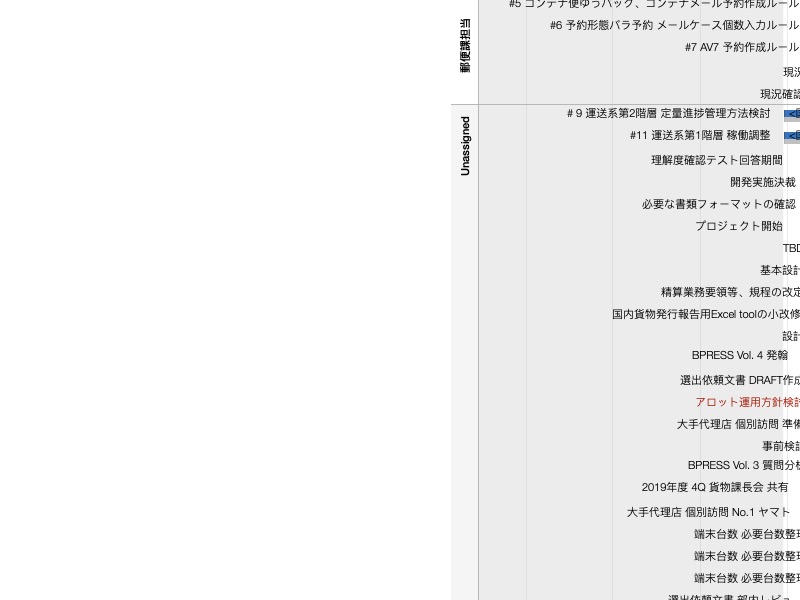 #5 コンテナ便ゆうパック、コンテナメール予約作成ルール
#6 予約形態バラ予約 メールケース個数入力ルール
#7 AV7 予約作成ルール
現況
現況確認
郵便課担当
Unassigned
# 9 運送系第2階層 定量進捗管理方法検討
#11 運送系第1階層 稼働調整
理解度確認テスト回答期間
開発実施決裁
必要な書類フォーマットの確認
プロジェクト開始
TBD
基本設計
精算業務要領等、規程の改定
国内貨物発行報告用Excel toolの小改修
設計
BPRESS Vol. 4 発翰
選出依頼文書 DRAFT作成
アロット運用方針検討
大手代理店 個別訪問 準備
事前検討
BPRESS Vol. 3 質問分析
2019年度 4Q 貨物課長会 共有
大手代理店 個別訪問 No.1 ヤマト
端末台数 必要台数整理
端末台数 必要台数整理
端末台数 必要台数整理
選出依頼文書 部内レビュー